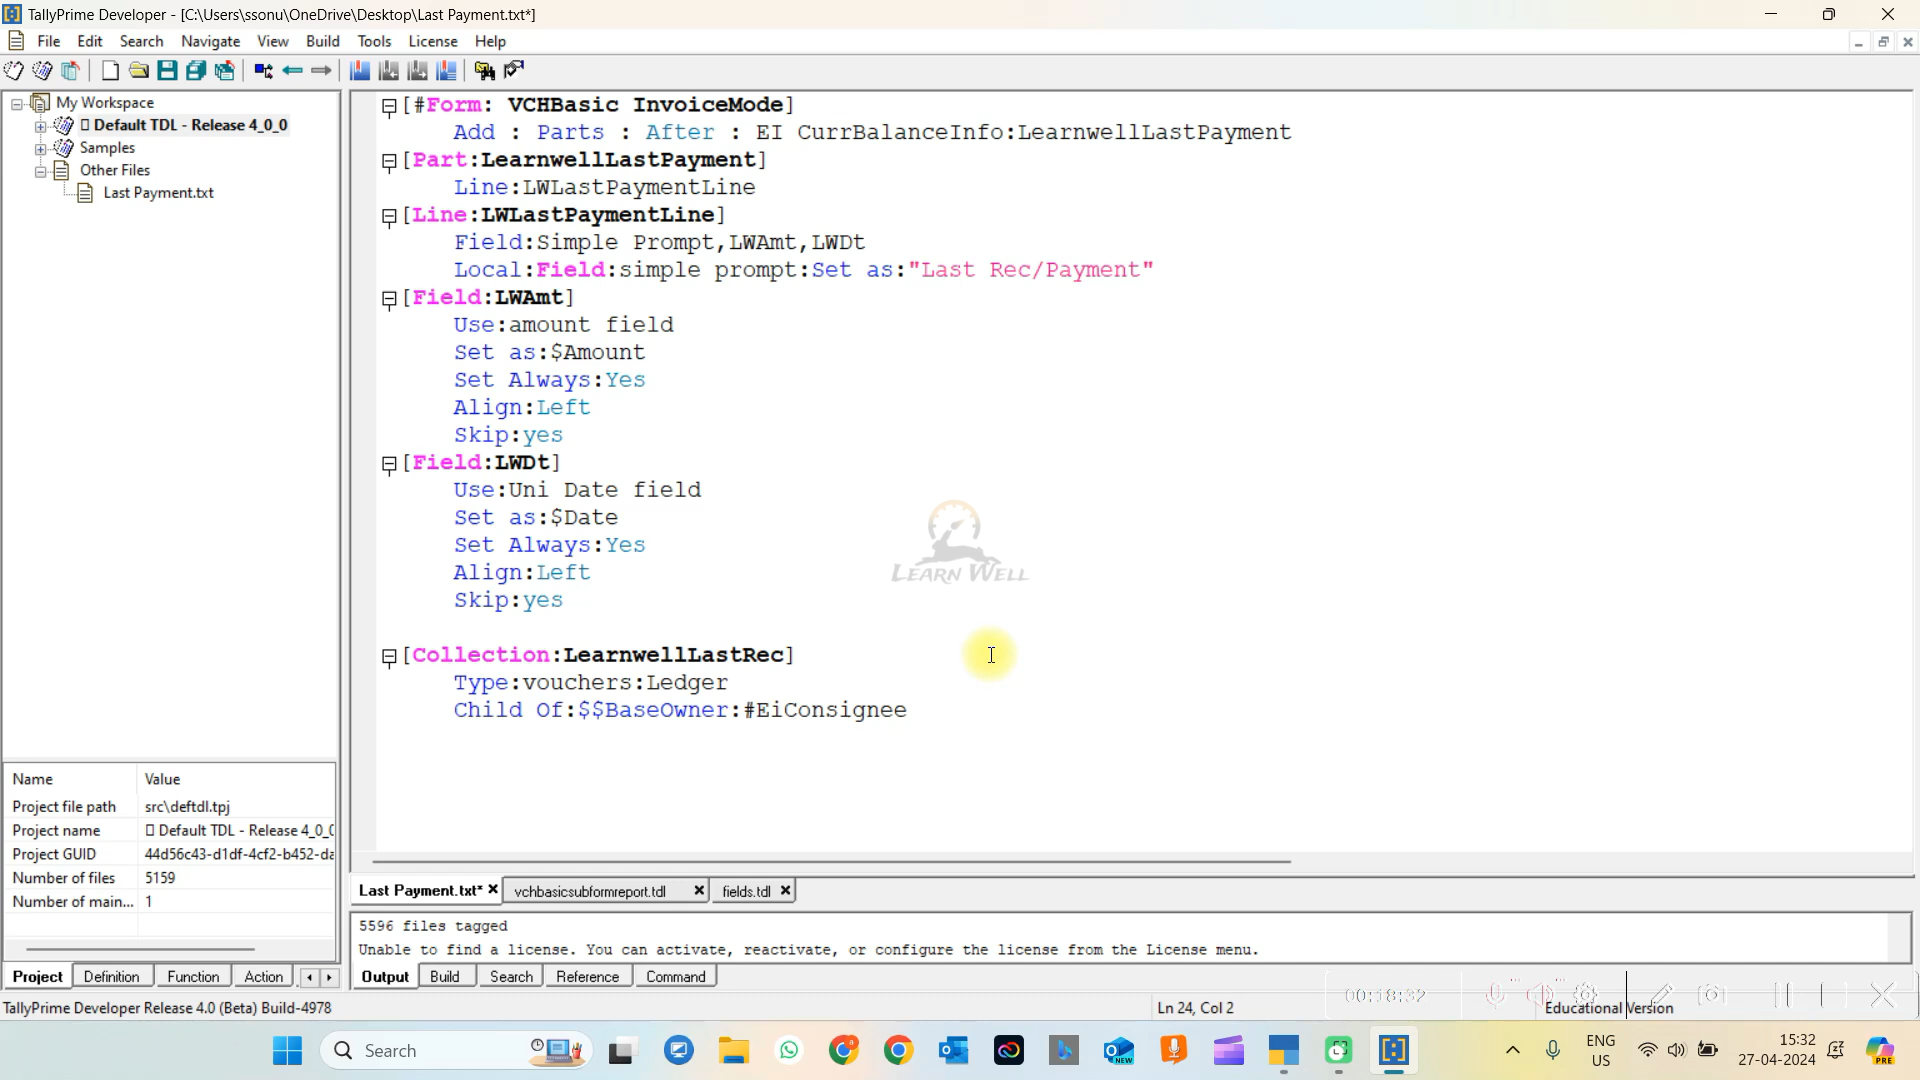 TallyPrime Developer - [C:\Users\ssonu\OneDrive\Desktop\Last Payment.txt*]
File Edit Search Navigate View Build Tools License Help
My Workspace
Default TDL - Release 4_0_0
Samples
Other Files
Last Payment.txt
[#Form: VCHBasic InvoiceMode]
Add : Parts : After : EI CurrBalanceInfo:LearnwellLastPayment
[Part:LearnwellLastPayment]
Line:LWLastPaymentLine
[Line:LWLastPaymentLine]
Field:Simple Prompt,LWAmt,LWDt
Local:Field:simple prompt:Set as:"Last Rec/Payment"
[Field:LWAmt]
Use:amount field
Set as:$Amount
Set Always:Yes
Align:Left
Skip:yes
[Field:LWDt]
Use:Uni Date field
Set as:$Date
Set Always:Yes
Align:Left
Skip:yes
LEARN WELL
[Collection:LearnwellLastRec]
Type:vouchers:Ledger
Child Of:$$BaseOwner:#EiConsignee
Name Value
Project file path src\deftdl.tpj
Project name Default TDL - Release 4_0_0
Project GUID 44d56c43-d1df-4cf2-b452-da
Number of files 5159
Number of main... 1
Project Definition Function Action
Last Payment.txt* vchbasicsubformreport.tdl fields.tdl
5596 files tagged
Unable to find a license. You can activate, reactivate, or configure the license from the License menu.
Output Build Search Reference Command
00:18:32
TallyPrime Developer Release 4.0 (Beta) Build-4978 Ln 24, Col 2 Educational Version
Search
NEW
ENG
US
15:32
27-04-2024
PRE